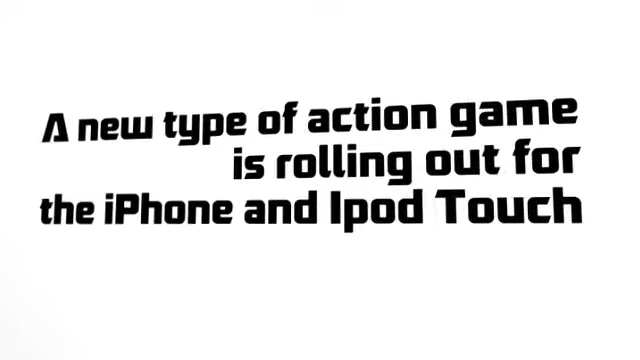 A new type of action game
is rolling out for
the iPhone and Ipod Touch